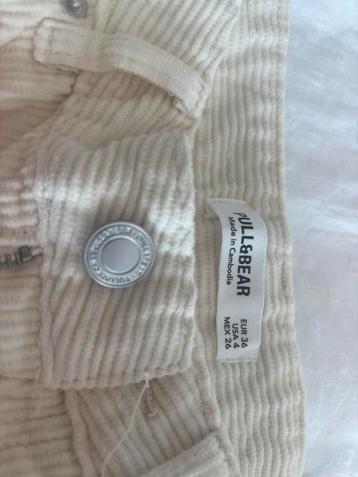 PULL&BEAR
Made in Cambodia
EUR 36
USA 4
MEX 26